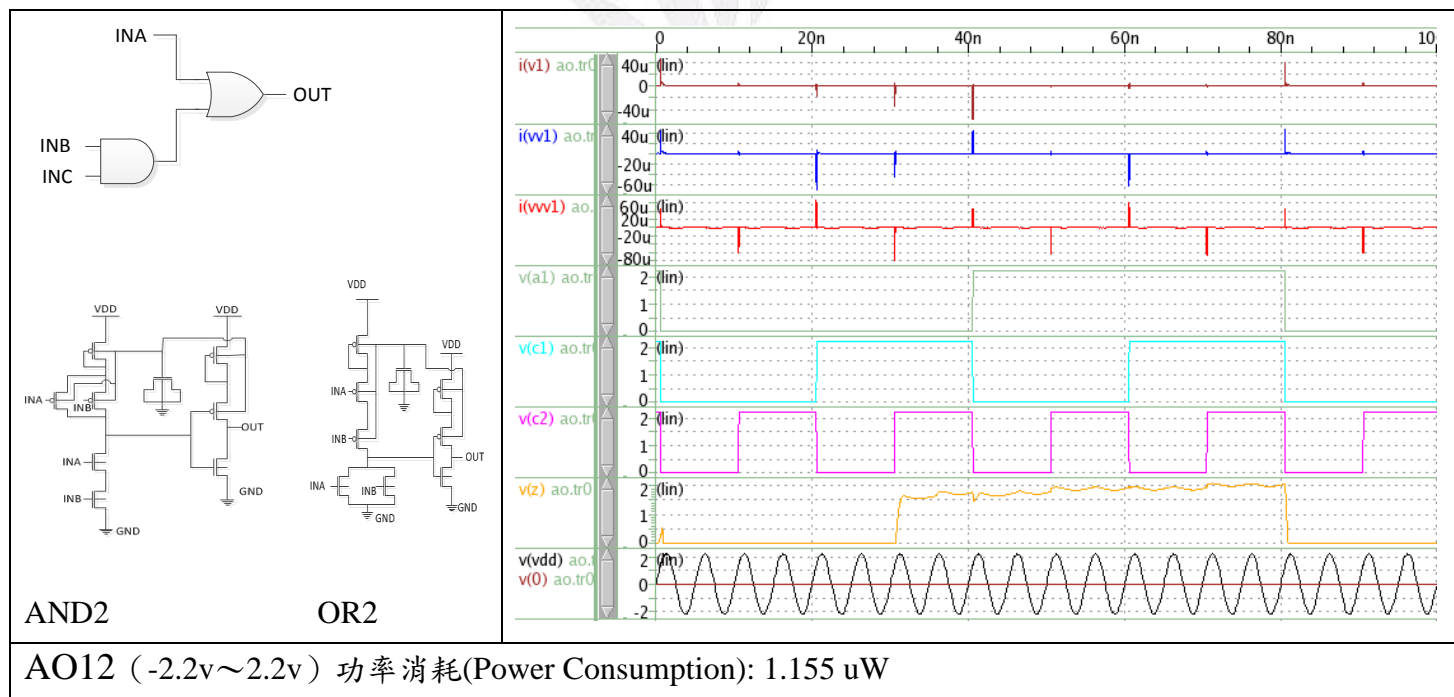 INA
OUT
INB
INC
VDD
VDD
INA
INB
OUT
INA
INB
GND
GND
VDD
VDD
INA
INB
OUT
INA
INB
GND
GND
AND2
OR2
0 20n 40n 60n 80n 10
i(v1) ao.tr0 40u (lin)
0
-40u
i(vv1) ao.tr 40u (lin)
-20u
-60u
i(vvv1) ao. 60u (lin)
20u
-20u
-80u
v(a1) ao.tr 2 (lin)
1
0
v(c1) ao.tr 2 (lin)
1
0
v(c2) ao.tr 2 (lin)
1
0
v(z) ao.tr0 2 (lin)
1
0
v(vdd) ao. 2 (lin)
v(0) ao.tr0 0
-2
AO12（-2.2v～2.2v）功率消耗(Power Consumption): 1.155 uW